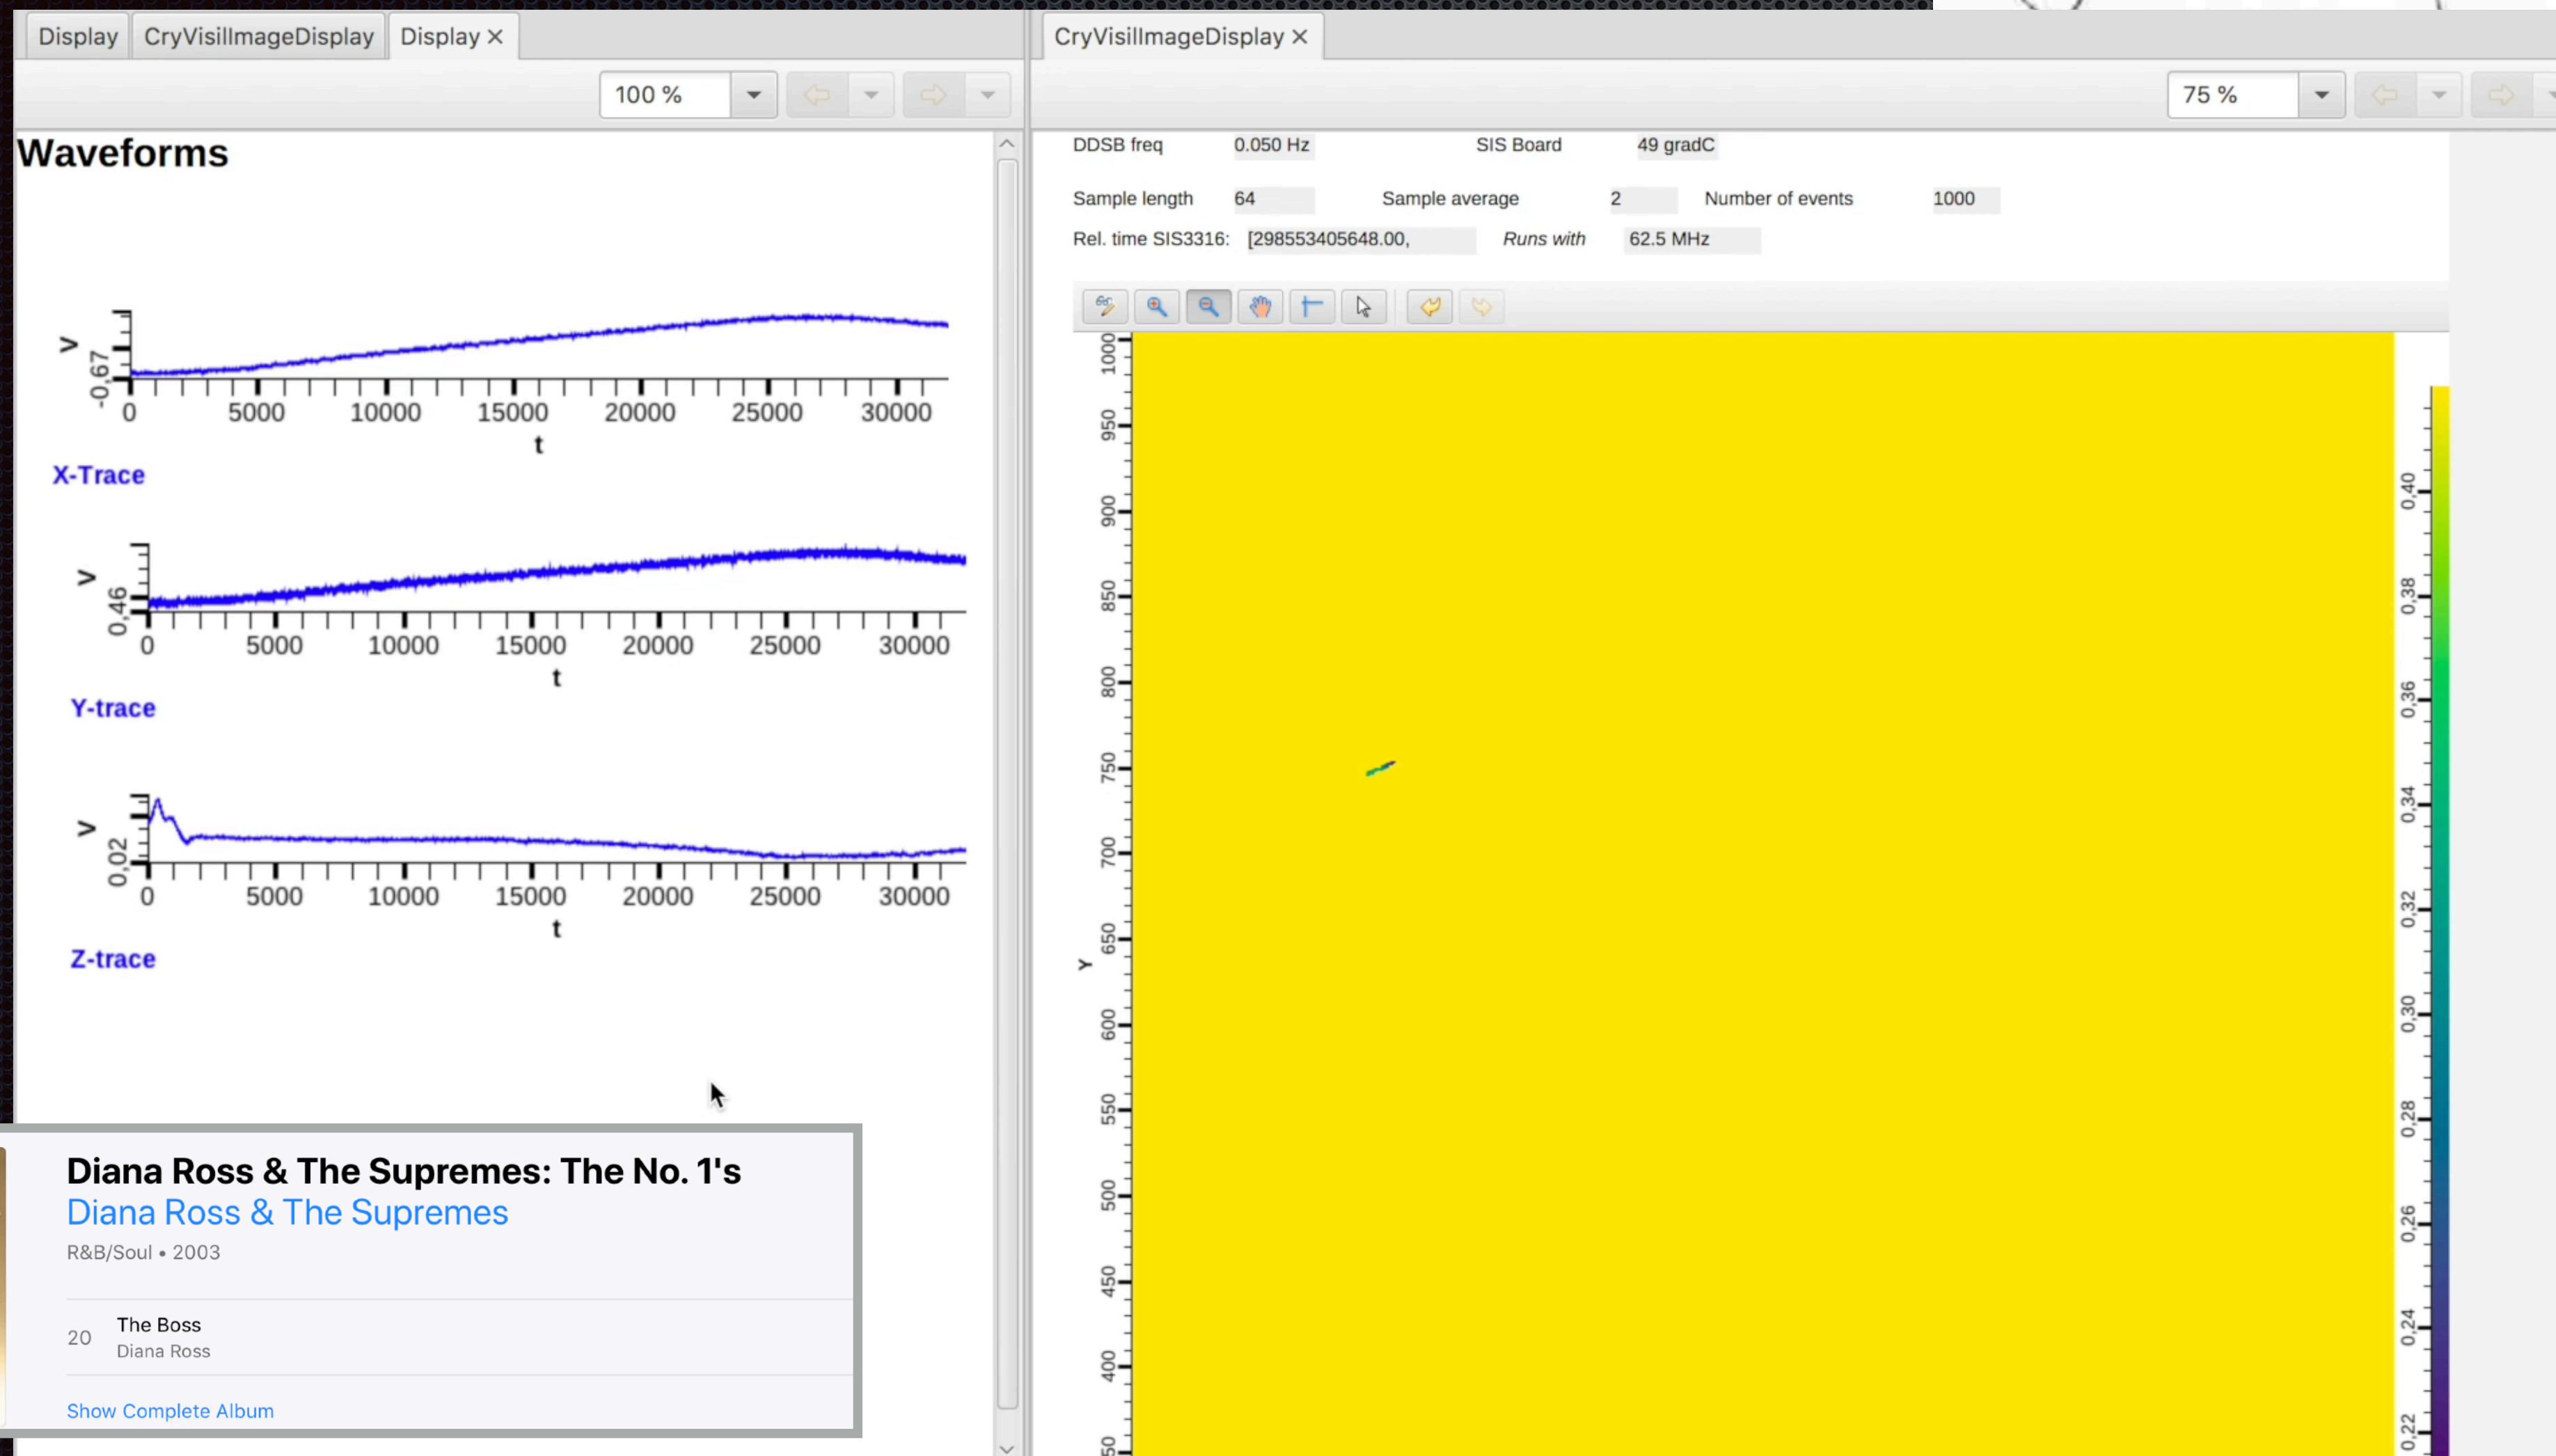 Display CryVisilImageDisplay Display
100 %
Waveforms
V
-0,67
0 5000 10000 15000 20000 25000 30000
t
X-Trace
V
0,46
0 5000 10000 15000 20000 25000 30000
t
Y-trace
V
0,02
0 5000 10000 15000 20000 25000 30000
t
Z-trace
Diana Ross & The Supremes: The No. 1's
Diana Ross & The Supremes
R&B/Soul • 2003
20
The Boss
Diana Ross
Show Complete Album
CryVisilImageDisplay
75 %
DDSB freq 0.050 Hz SIS Board 49 gradC
Sample length 64 Sample average 2 Number of events 1000
Rel. time SIS3316: [298553405648.00, Runs with 62.5 MHz
1000
950
900
850
800
750
700
650
Y
600
550
500
450
400
0,40
0,38
0,36
0,34
0,32
0,30
0,28
0,26
0,24
0,22